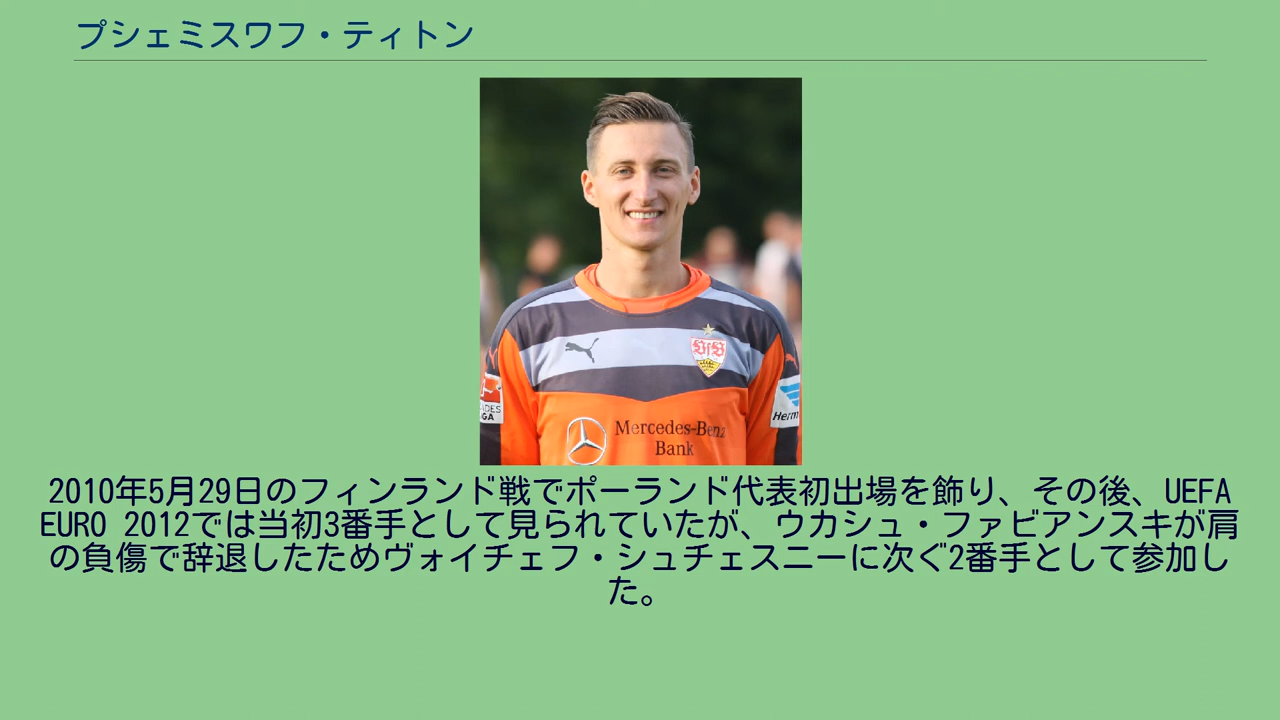 プシェミスワフ・ティトン
VfB
Mercedes-Benz
Bank
Herm
2010年5月29日のフィンランド戦でポーランド代表初出場を飾り、その後、UEFA
EURO 2012では当初3番手として見られていたが、ウカシュ・ファビアンスキが肩
の負傷で辞退したためヴォイチェフ・シュチェスニーに次ぐ2番手として参加し
た。